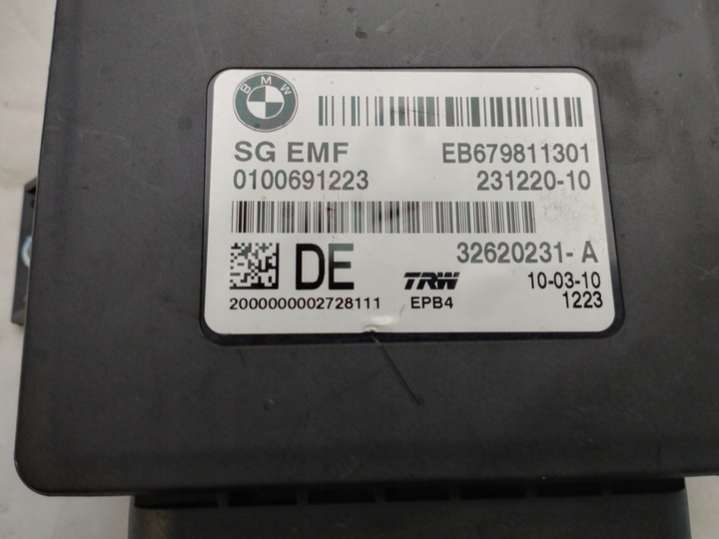 BMW
SG EMF EB679811301
0100691223 231220-10
DE 32620231-A
TRW 10-03-10
2000000002728111 EPB4 1223